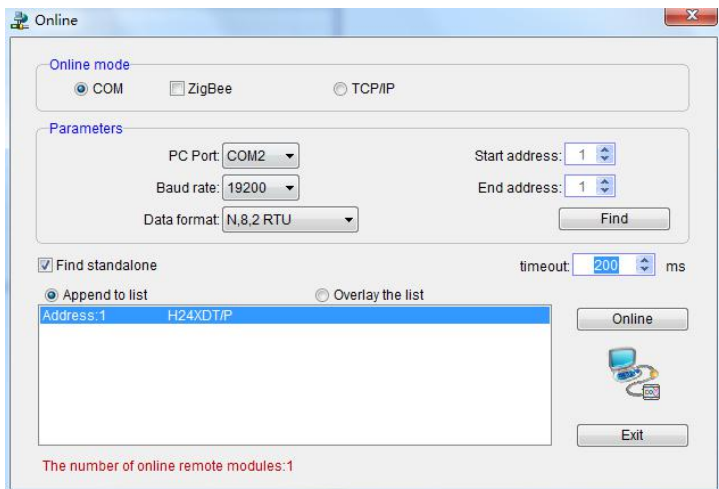 Online
Online mode
COM ZigBee TCP/IP
Parameters
PC Port: COM2 Start address: 1
Baud rate: 19200 End address: 1
Data format: N,8,2 RTU Find
Find standalone timeout: 200 ms
Append to list Overlay the list
Address:1 H24XDT/P Online
Exit
The number of online remote modules:1